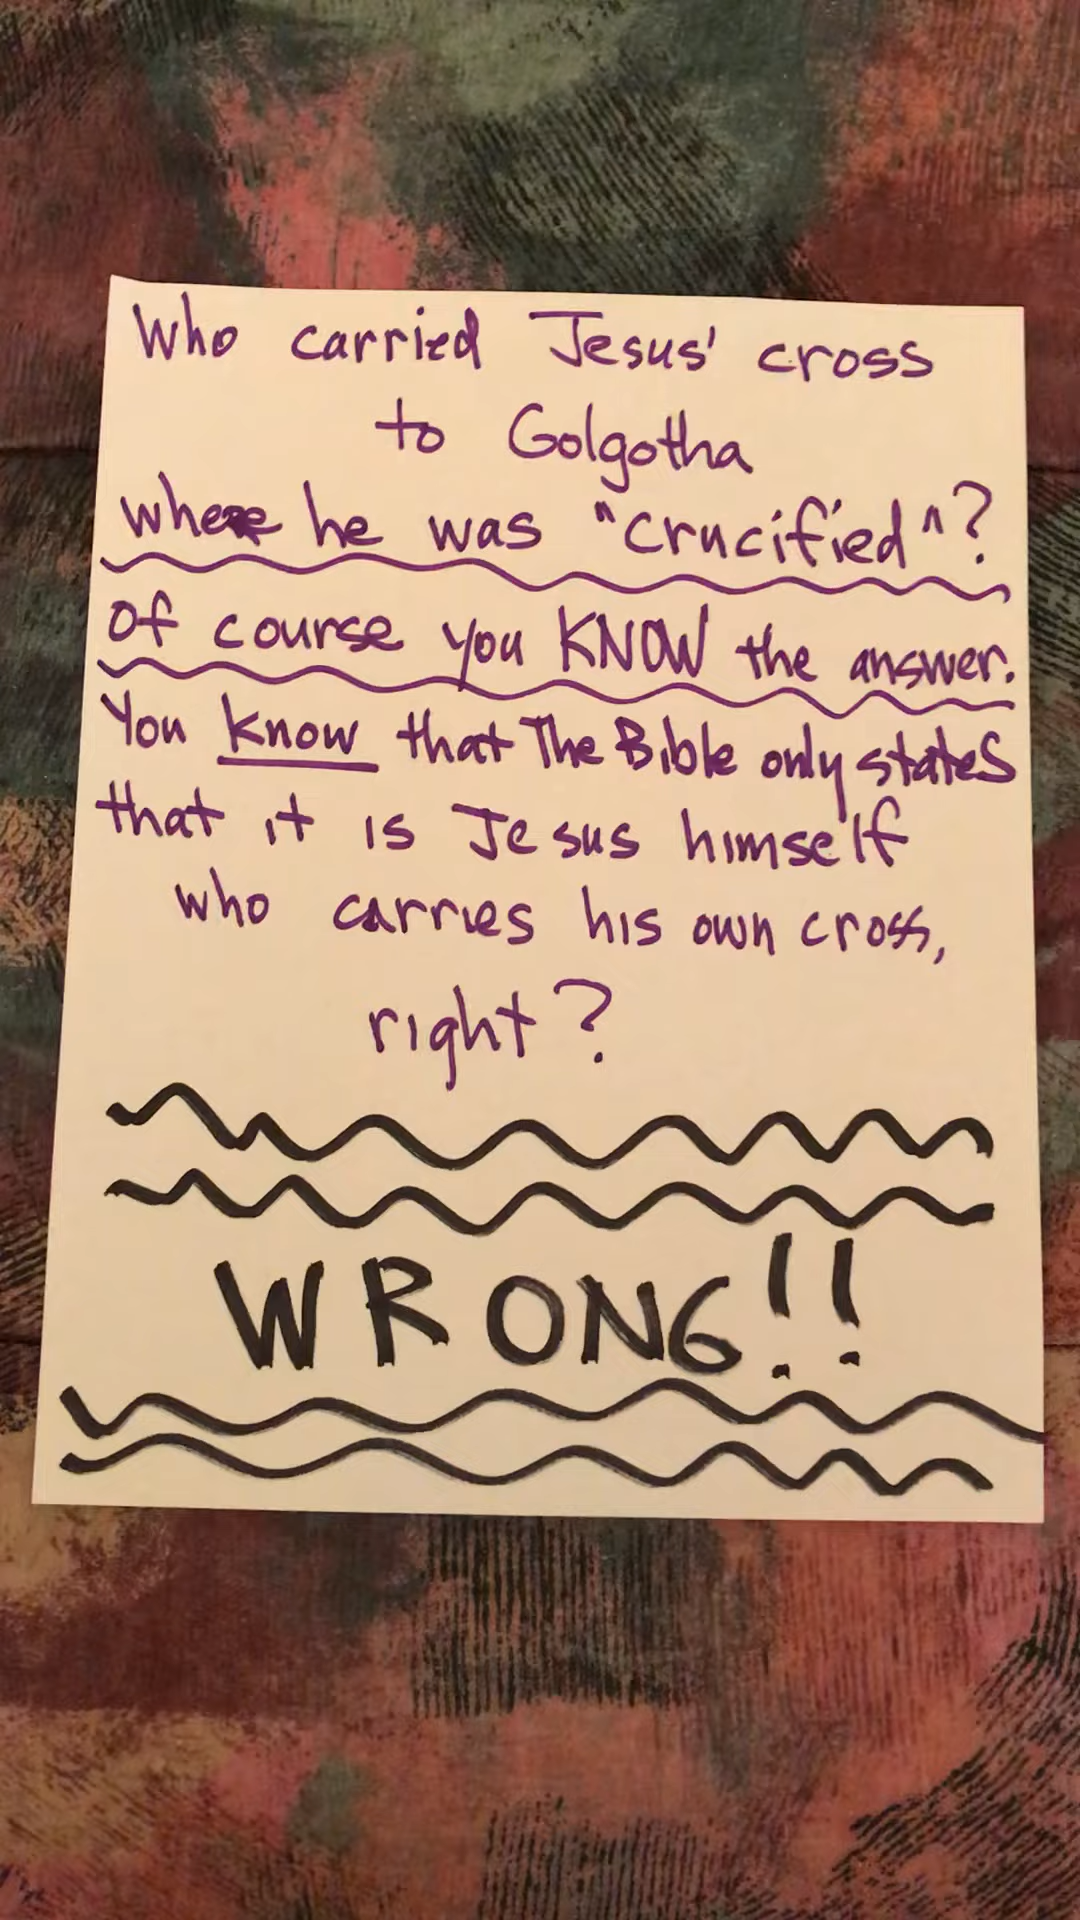 Who carried Jesus' cross
to Golgotha
where he was "crucified"?
Of course you KNOW the answer.
You know that The Bible only states
that it is Jesus himself
who carries his own cross,
right?
WRONG!!